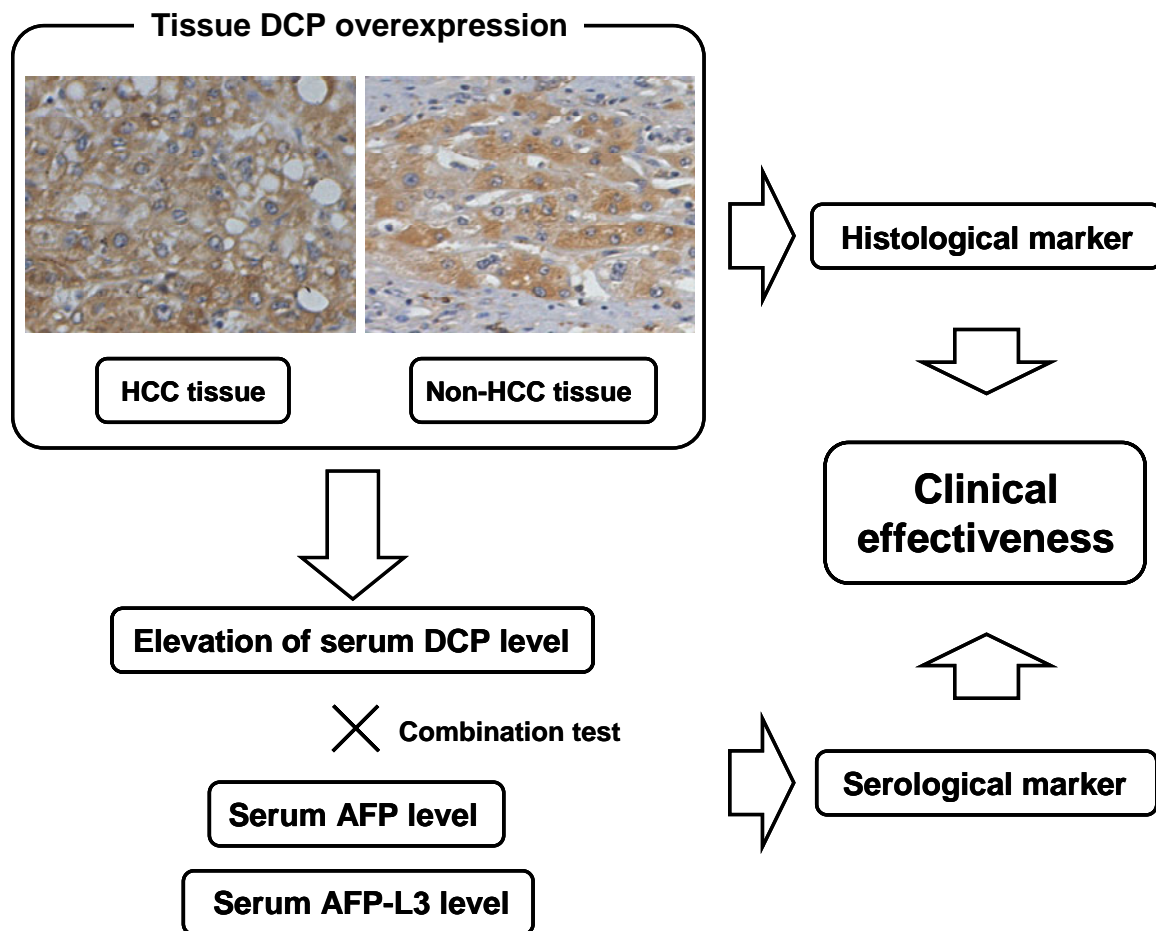 Tissue DCP overexpression
HCC tissue
Non-HCC tissue
Histological marker
Clinical
effectiveness
Elevation of serum DCP level
Combination test
Serum AFP level
Serum AFP-L3 level
Serological marker